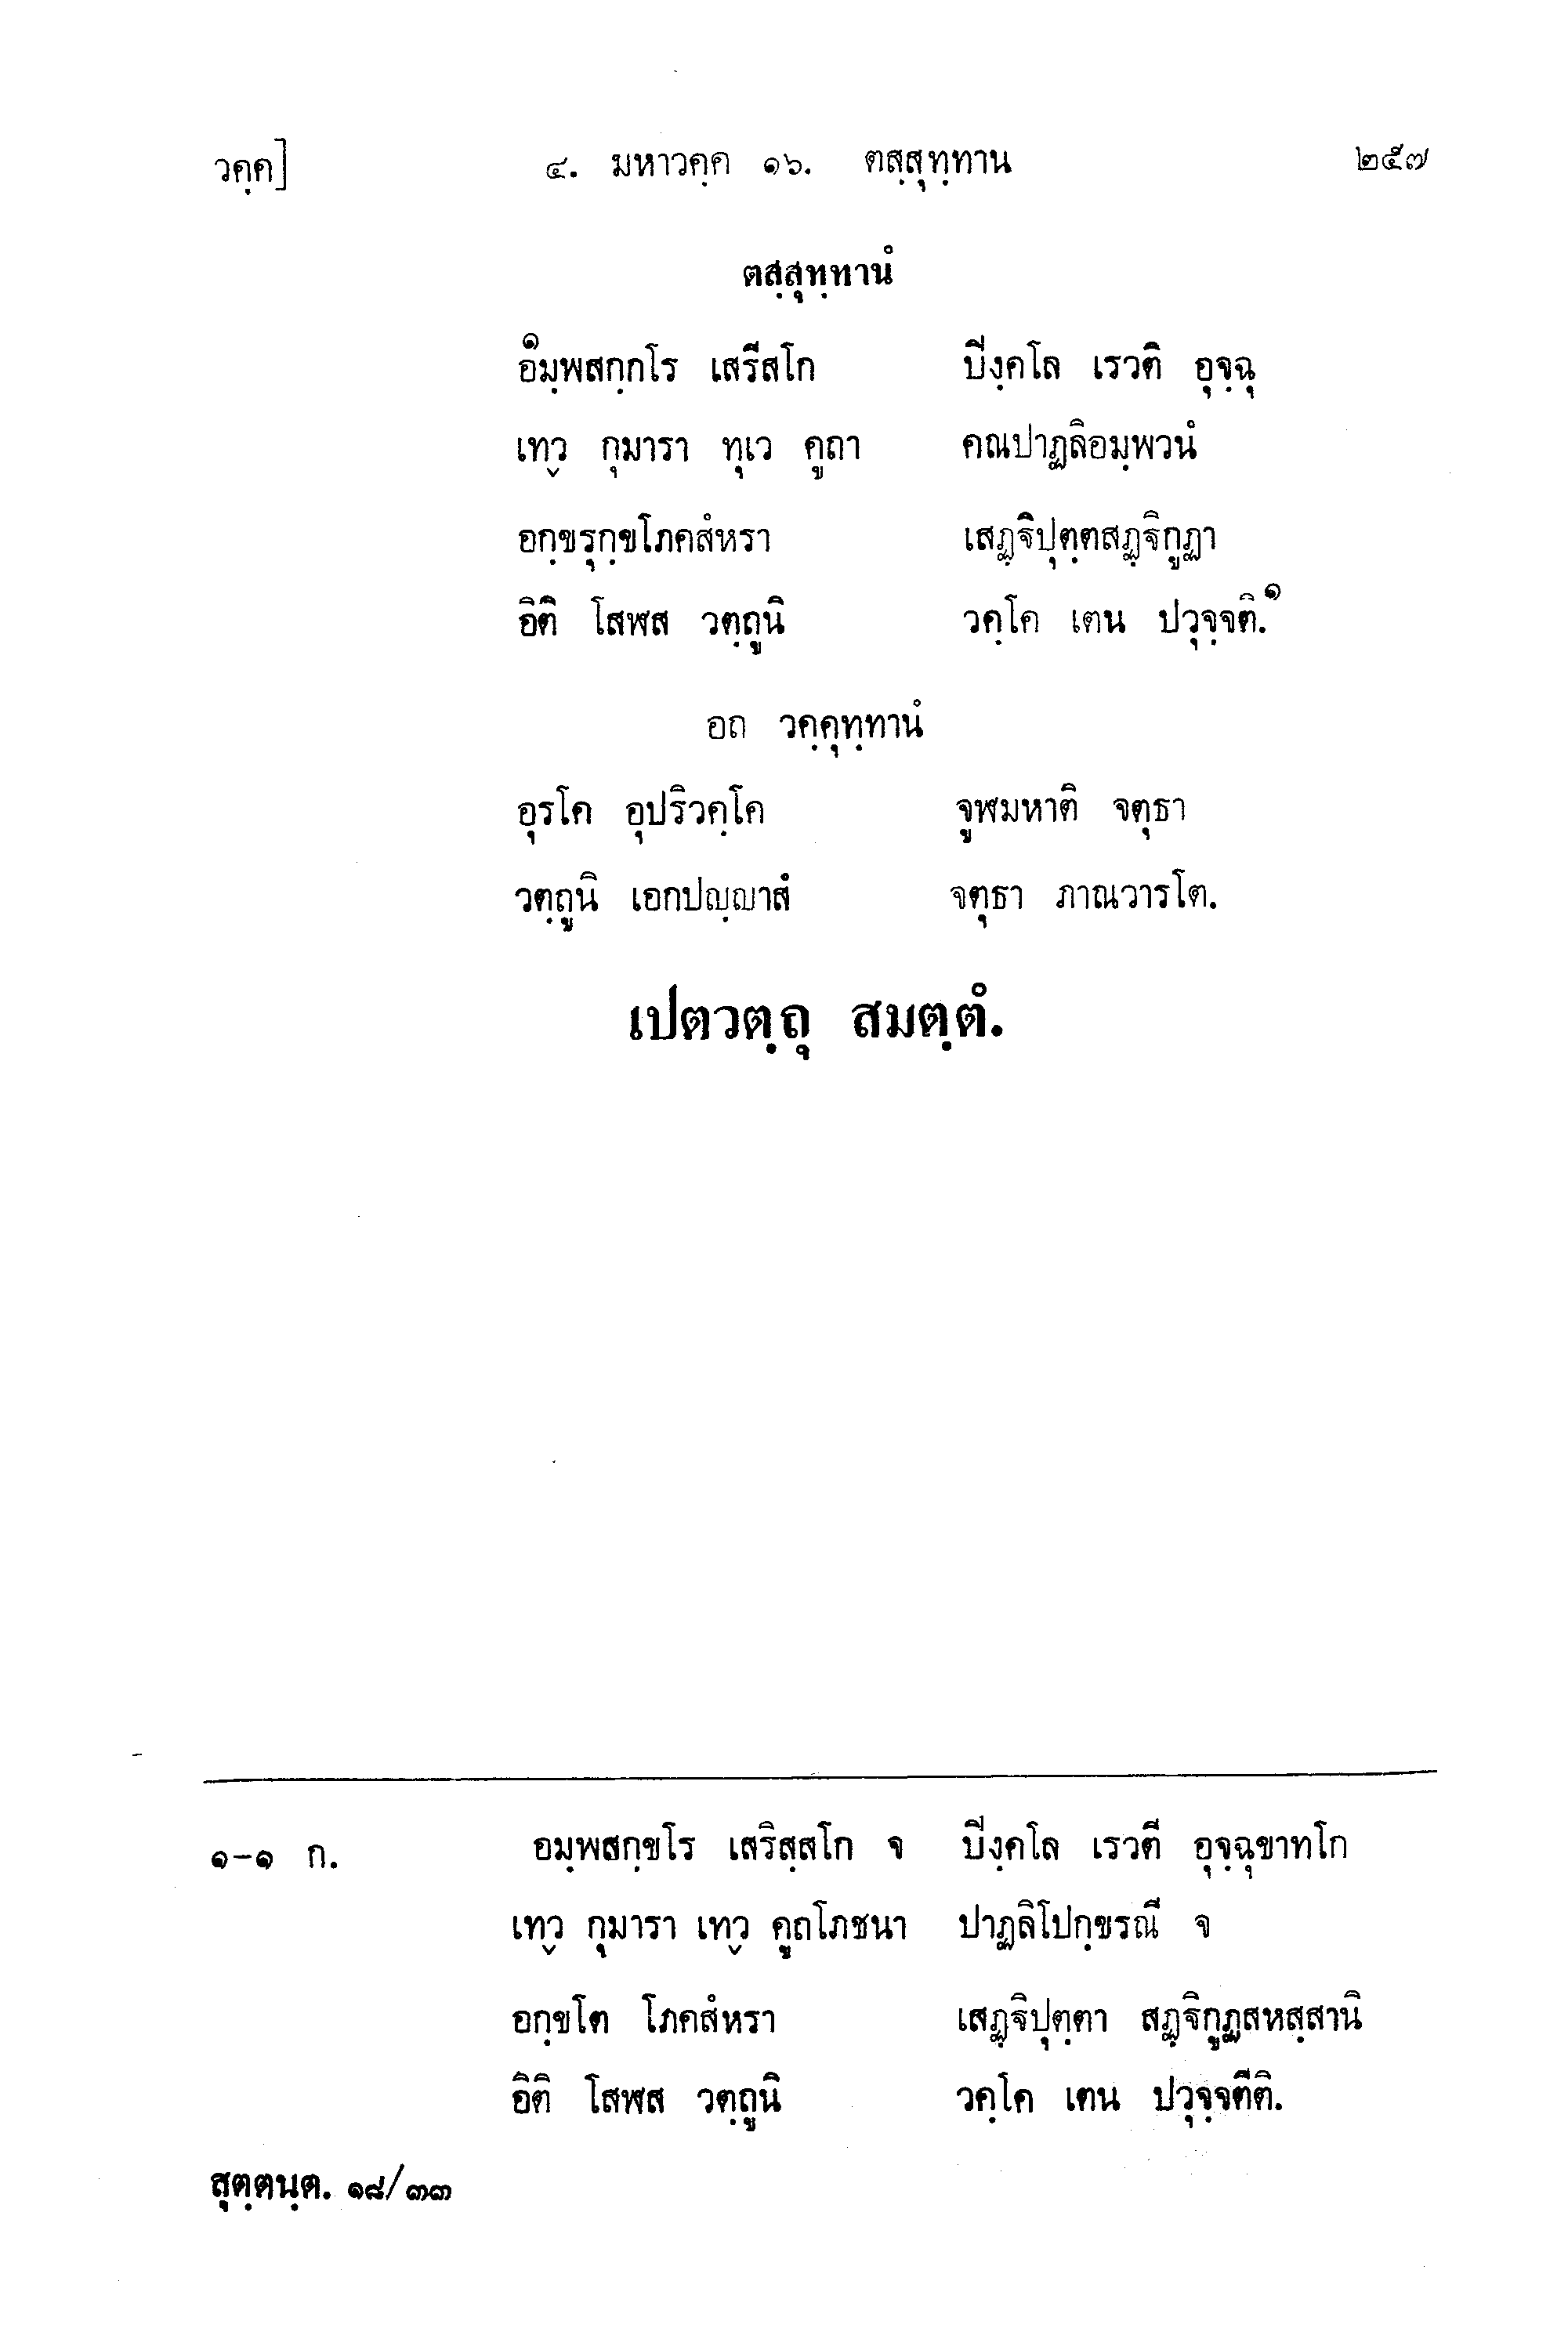 วคฺค] ๔. มหาวคฺค ๑๖. ตสฺสุทฺทาน ๒๕๗
ตสฺสุทฺทานํ
๑อิมฺพสกฺกโร เสรีสโก ปิงฺคโล เรวติ อุจฺฉุ
เทฺว กุมารา ทุเว คูถา คณปาฏลิอมฺพวนํ
อกฺขรุกฺขโภคสํหรา เสฏฺฐิปุตฺตสฏฺฐิกูฏา
อิติ โสฬส วตฺถูนิ วคฺโค เตน ปวุจฺจติ.๑
อถ วคฺคุทฺทานํ
อุรโค อุปริวคฺโค จูฬมหาติ จตุธา
วตฺถูนิ เอกปญฺญาสํ จตุธา ภาณวารโต.
เปตวตฺถุ สมตฺตํ.
๑-๑ ก. อมฺพสกฺขโร เสริสฺสโก จ ปิงฺคโล เรวตี อุจฺฉุขาทโก
เทฺว กุมารา เทฺว คูถโภชนา ปาฏลิโปกฺขรณี จ
อกฺขโต โภคสํหรา เสฏฺฐิปุตฺตา สฏฺฐิกูฏสหสฺสานิ
อิติ โสฬส วตฺถูนิ วคฺโค เตน ปวุจฺจตีติ.
สุตฺตนฺต. ๑๘/๓๓